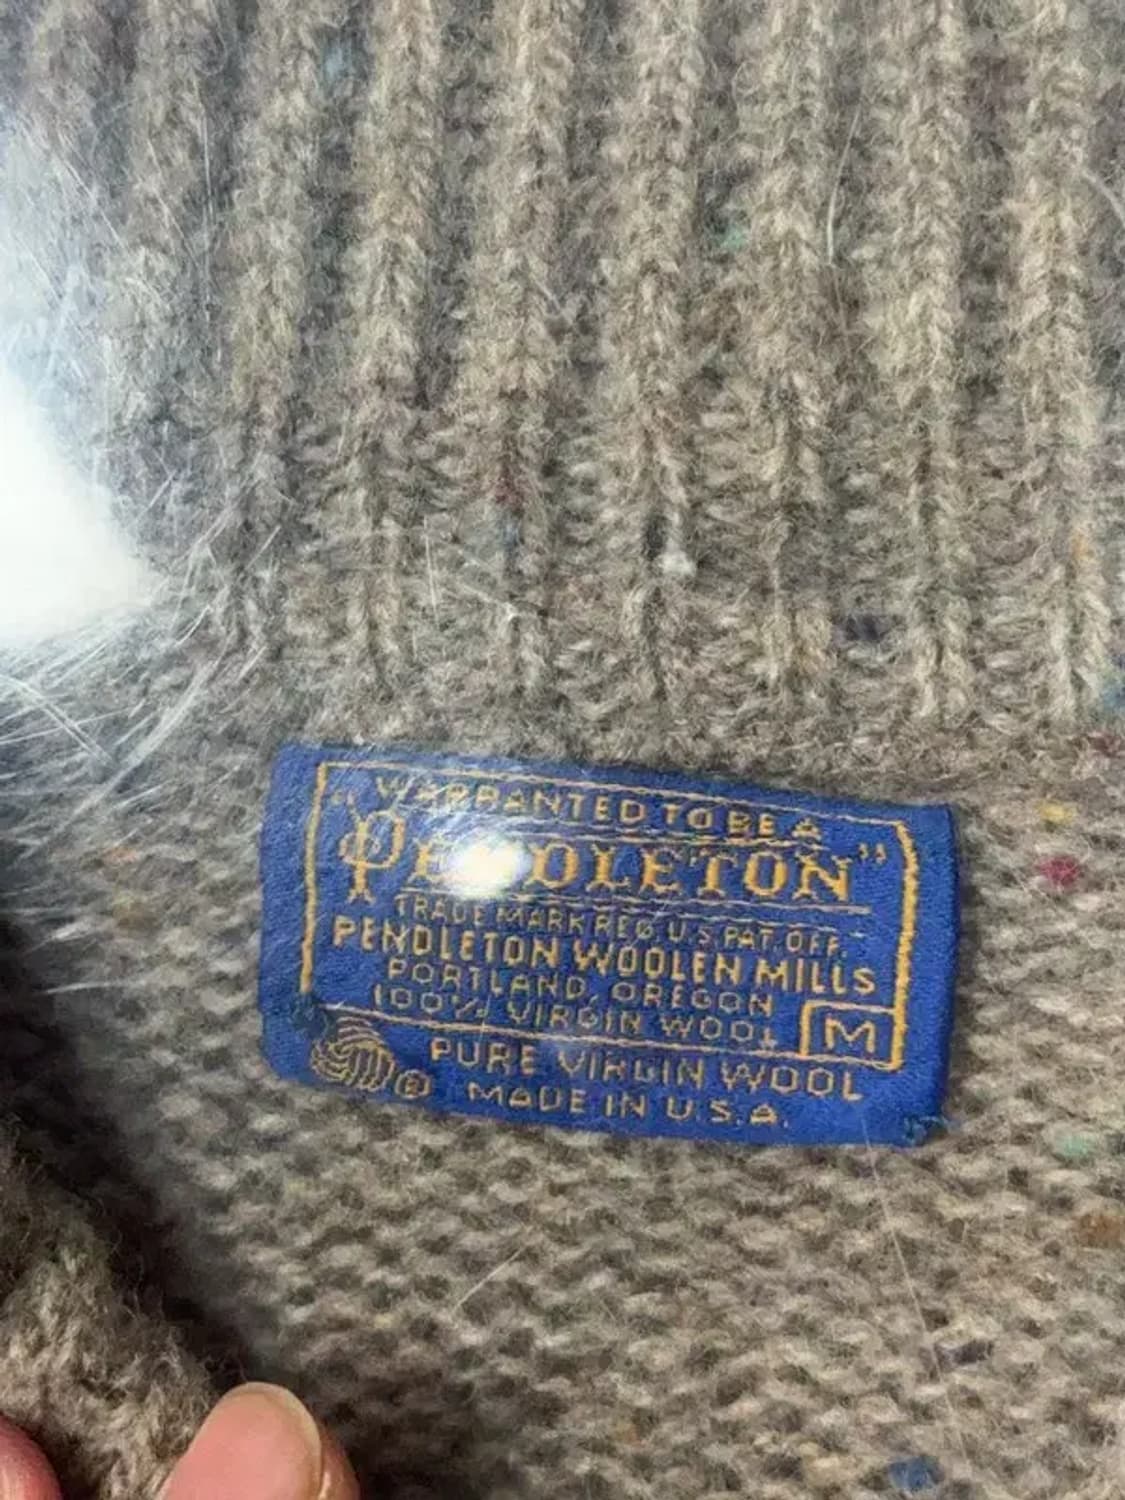 WARRANTED TO BE A
"PENDLETON"
TRADE MARK REG. U.S. PAT. OFF.
PENDLETON WOOLEN MILLS
PORTLAND, OREGON
100% VIRGIN WOOL
M
PURE VIRGIN WOOL
® MADE IN U.S.A.